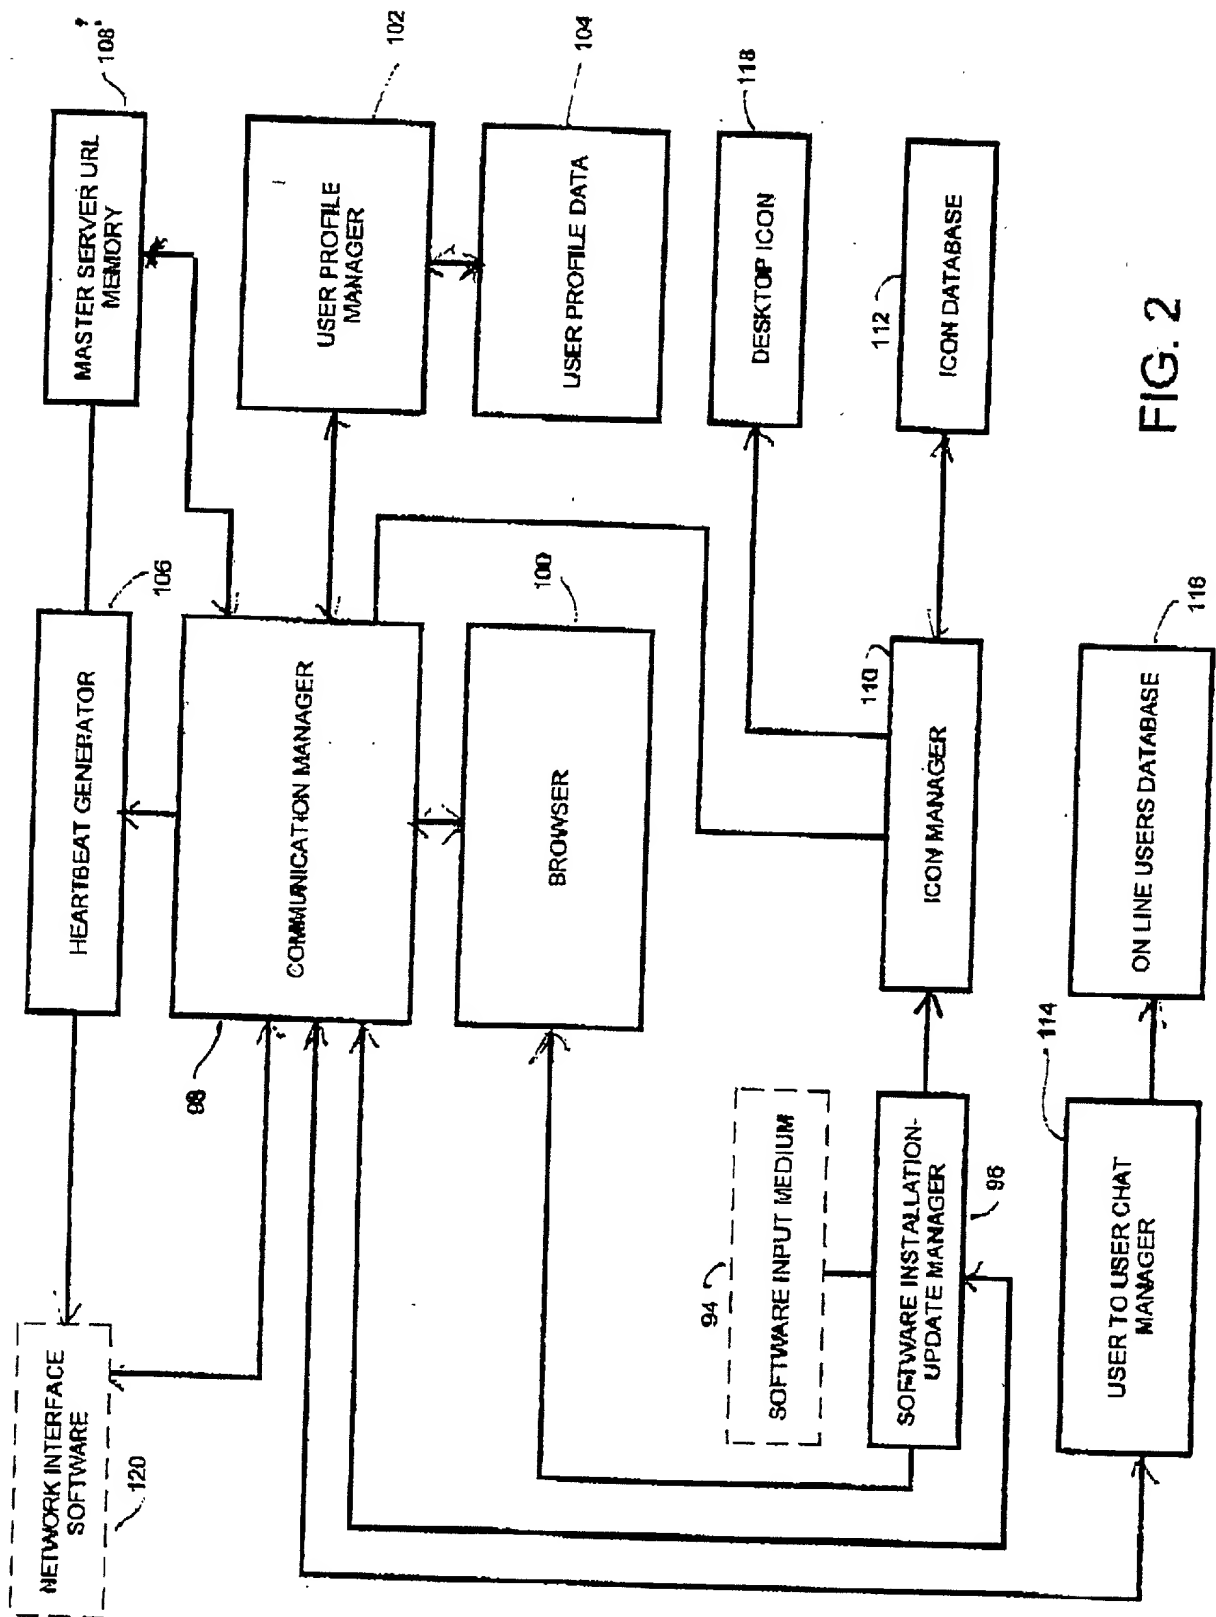 NETWORK INTERFACE
SOFTWARE
120
HEARTBEAT GENERATOR
106
MASTER SERVER URL
MEMORY
108'
98
COMMUNICATION MANAGER
USER PROFILE
MANAGER
102
BROWSER
100
USER PROFILE DATA
104
94
SOFTWARE INPUT MEDIUM
DESKTOP ICON
118
SOFTWARE INSTALLATION-
UPDATE MANAGER
96
110
ICON MANAGER
112
ICON DATABASE
114
USER TO USER CHAT
MANAGER
ON LINE USERS DATABASE
116
FIG. 2